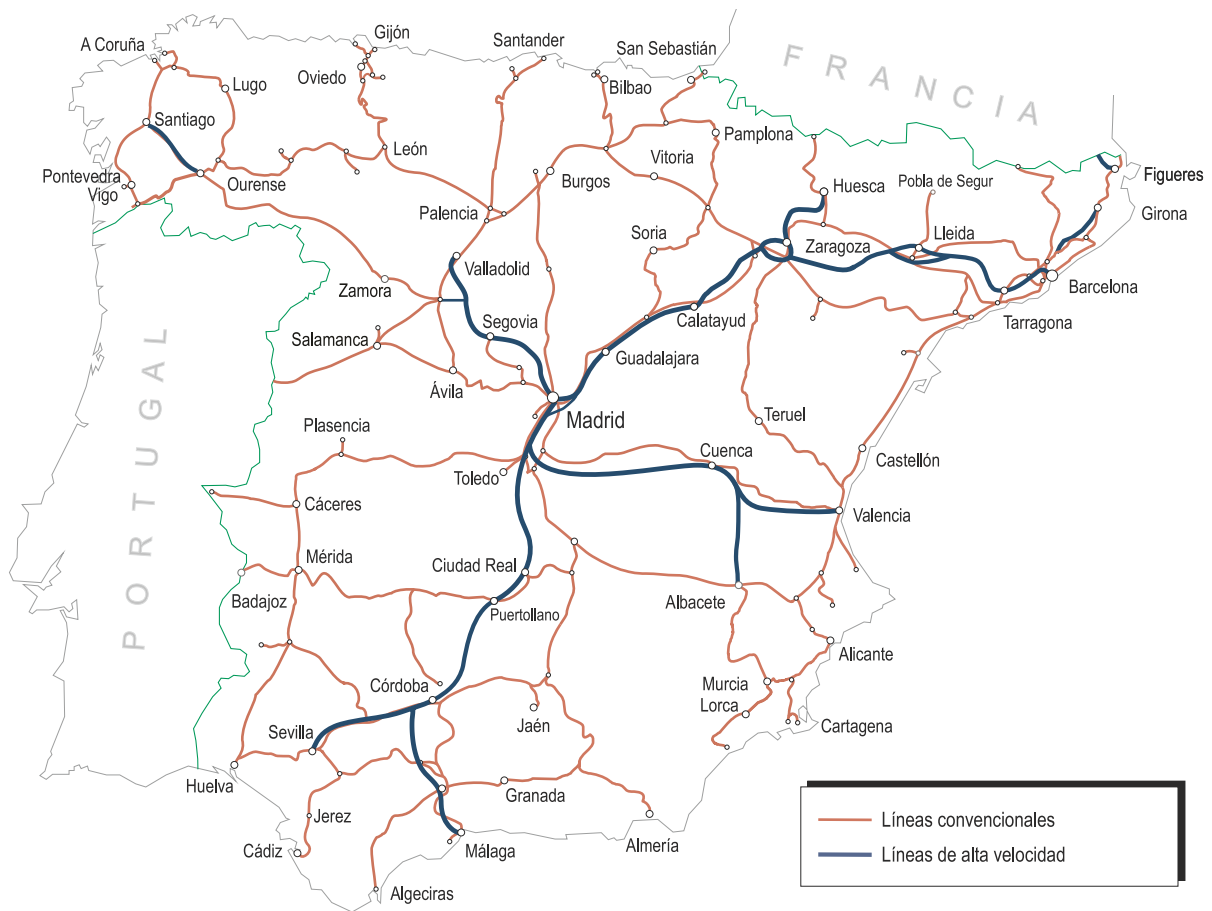 Gijón
A Coruña
Santander
San Sebastián
FRANCIA
Oviedo
Bilbao
Lugo
Santiago
Pamplona
León
Vitoria
Pontevedra
Vigo
Ourense
Burgos
Huesca
Pobla de Segur
Figueres
Girona
Palencia
Soria
Zaragoza
Lleida
Valladolid
Zamora
Barcelona
Segovia
Calatayud
Tarragona
Salamanca
Guadalajara
Ávila
PORTUGAL
Madrid
Teruel
Plasencia
Cuenca
Castellón
Toledo
Cáceres
Valencia
Mérida
Ciudad Real
Badajoz
Puertollano
Albacete
Alicante
Córdoba
Murcia
Lorca
Jaén
Cartagena
Sevilla
Huelva
Granada
Jerez
Cádiz
Málaga
Almería
Algeciras
Líneas convencionales
Líneas de alta velocidad